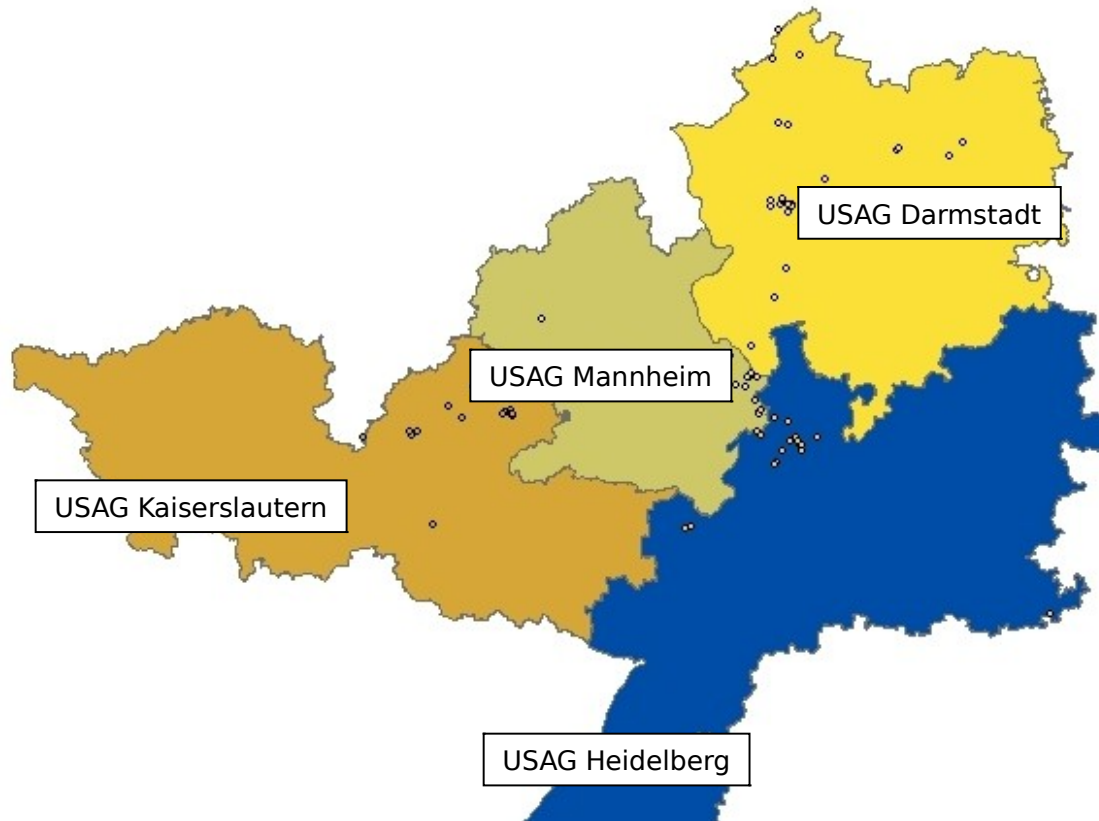 USAG Darmstadt
USAG Mannheim
USAG Kaiserslautern
USAG Heidelberg